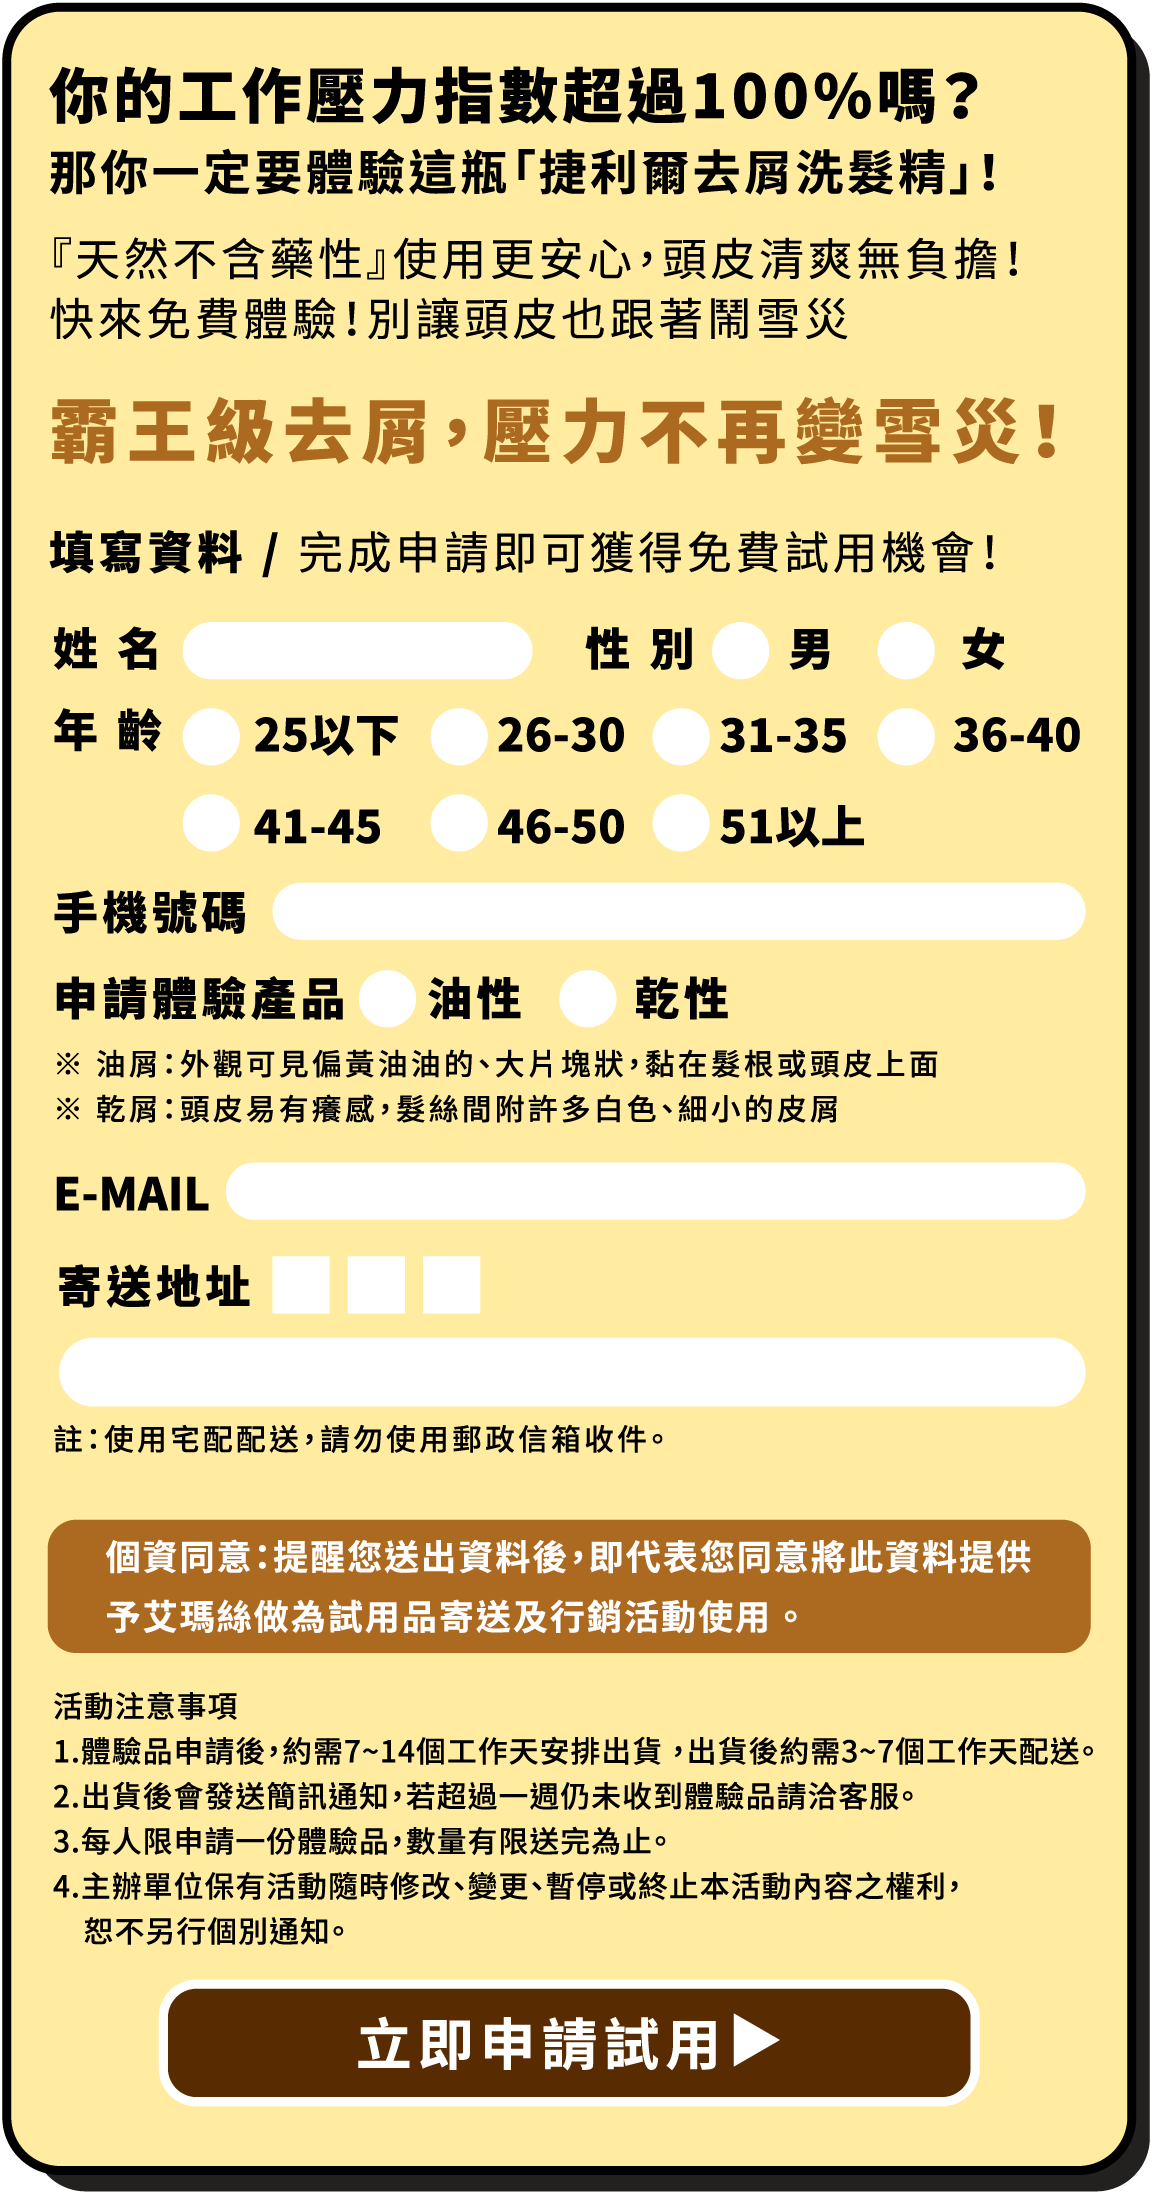 你的工作壓力指數超過100%嗎？
那你一定要體驗這瓶「捷利爾去屑洗髮精」！
『天然不含藥性』使用更安心，頭皮清爽無負擔！
快來免費體驗！別讓頭皮也跟著鬧雪災
霸王級去屑，壓力不再變雪災！
填寫資料 / 完成申請即可獲得免費試用機會！
姓 名 性 別 男 女
年 齡 25以下 26-30 31-35 36-40
41-45 46-50 51以上
手機號碼
申請體驗產品 油性 乾性
※ 油屑：外觀可見偏黃油油的、大片塊狀，黏在髮根或頭皮上面
※ 乾屑：頭皮易有癢感，髮絲間附許多白色、細小的皮屑
E-MAIL
寄送地址
註：使用宅配配送，請勿使用郵政信箱收件。
個資同意：提醒您送出資料後，即代表您同意將此資料提供
予艾瑪絲做為試用品寄送及行銷活動使用。
活動注意事項
1.體驗品申請後，約需7~14個工作天安排出貨，出貨後約需3~7個工作天配送。
2.出貨後會發送簡訊通知，若超過一週仍未收到體驗品請洽客服。
3.每人限申請一份體驗品，數量有限送完為止。
4.主辦單位保有活動隨時修改、變更、暫停或終止本活動內容之權利，
恕不另行個別通知。
立即申請試用▶